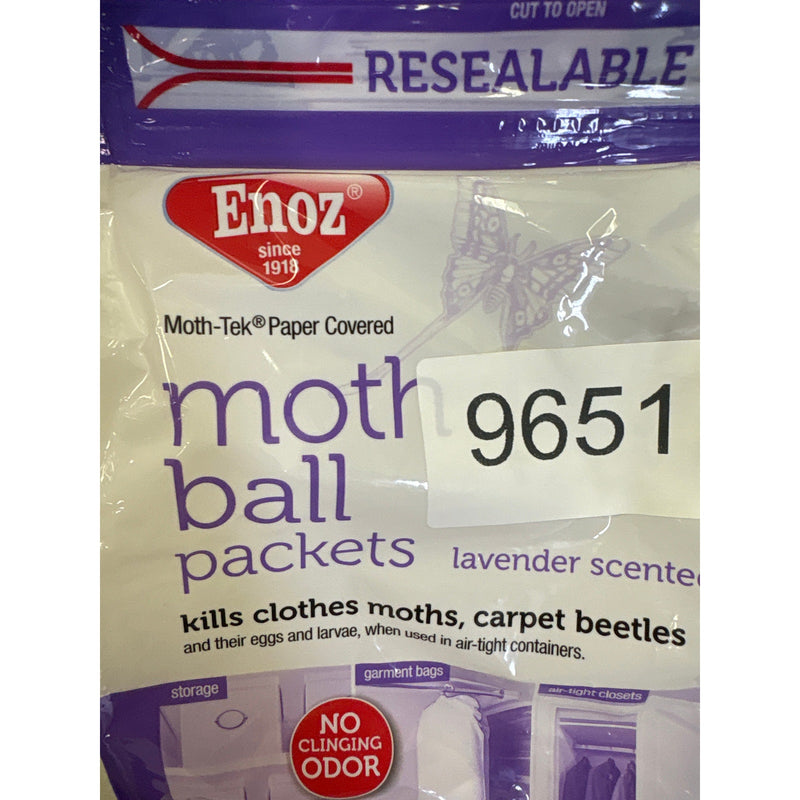 CUT TO OPEN
RESEALABLE
Enoz®
since
1918
Moth-Tek® Paper Covered
moth
9651
ball
packets
lavender scented
kills clothes moths, carpet beetles
and their eggs and larvae, when used in air-tight containers.
storage
garment bags
air-tight closets
NO
CLINGING
ODOR